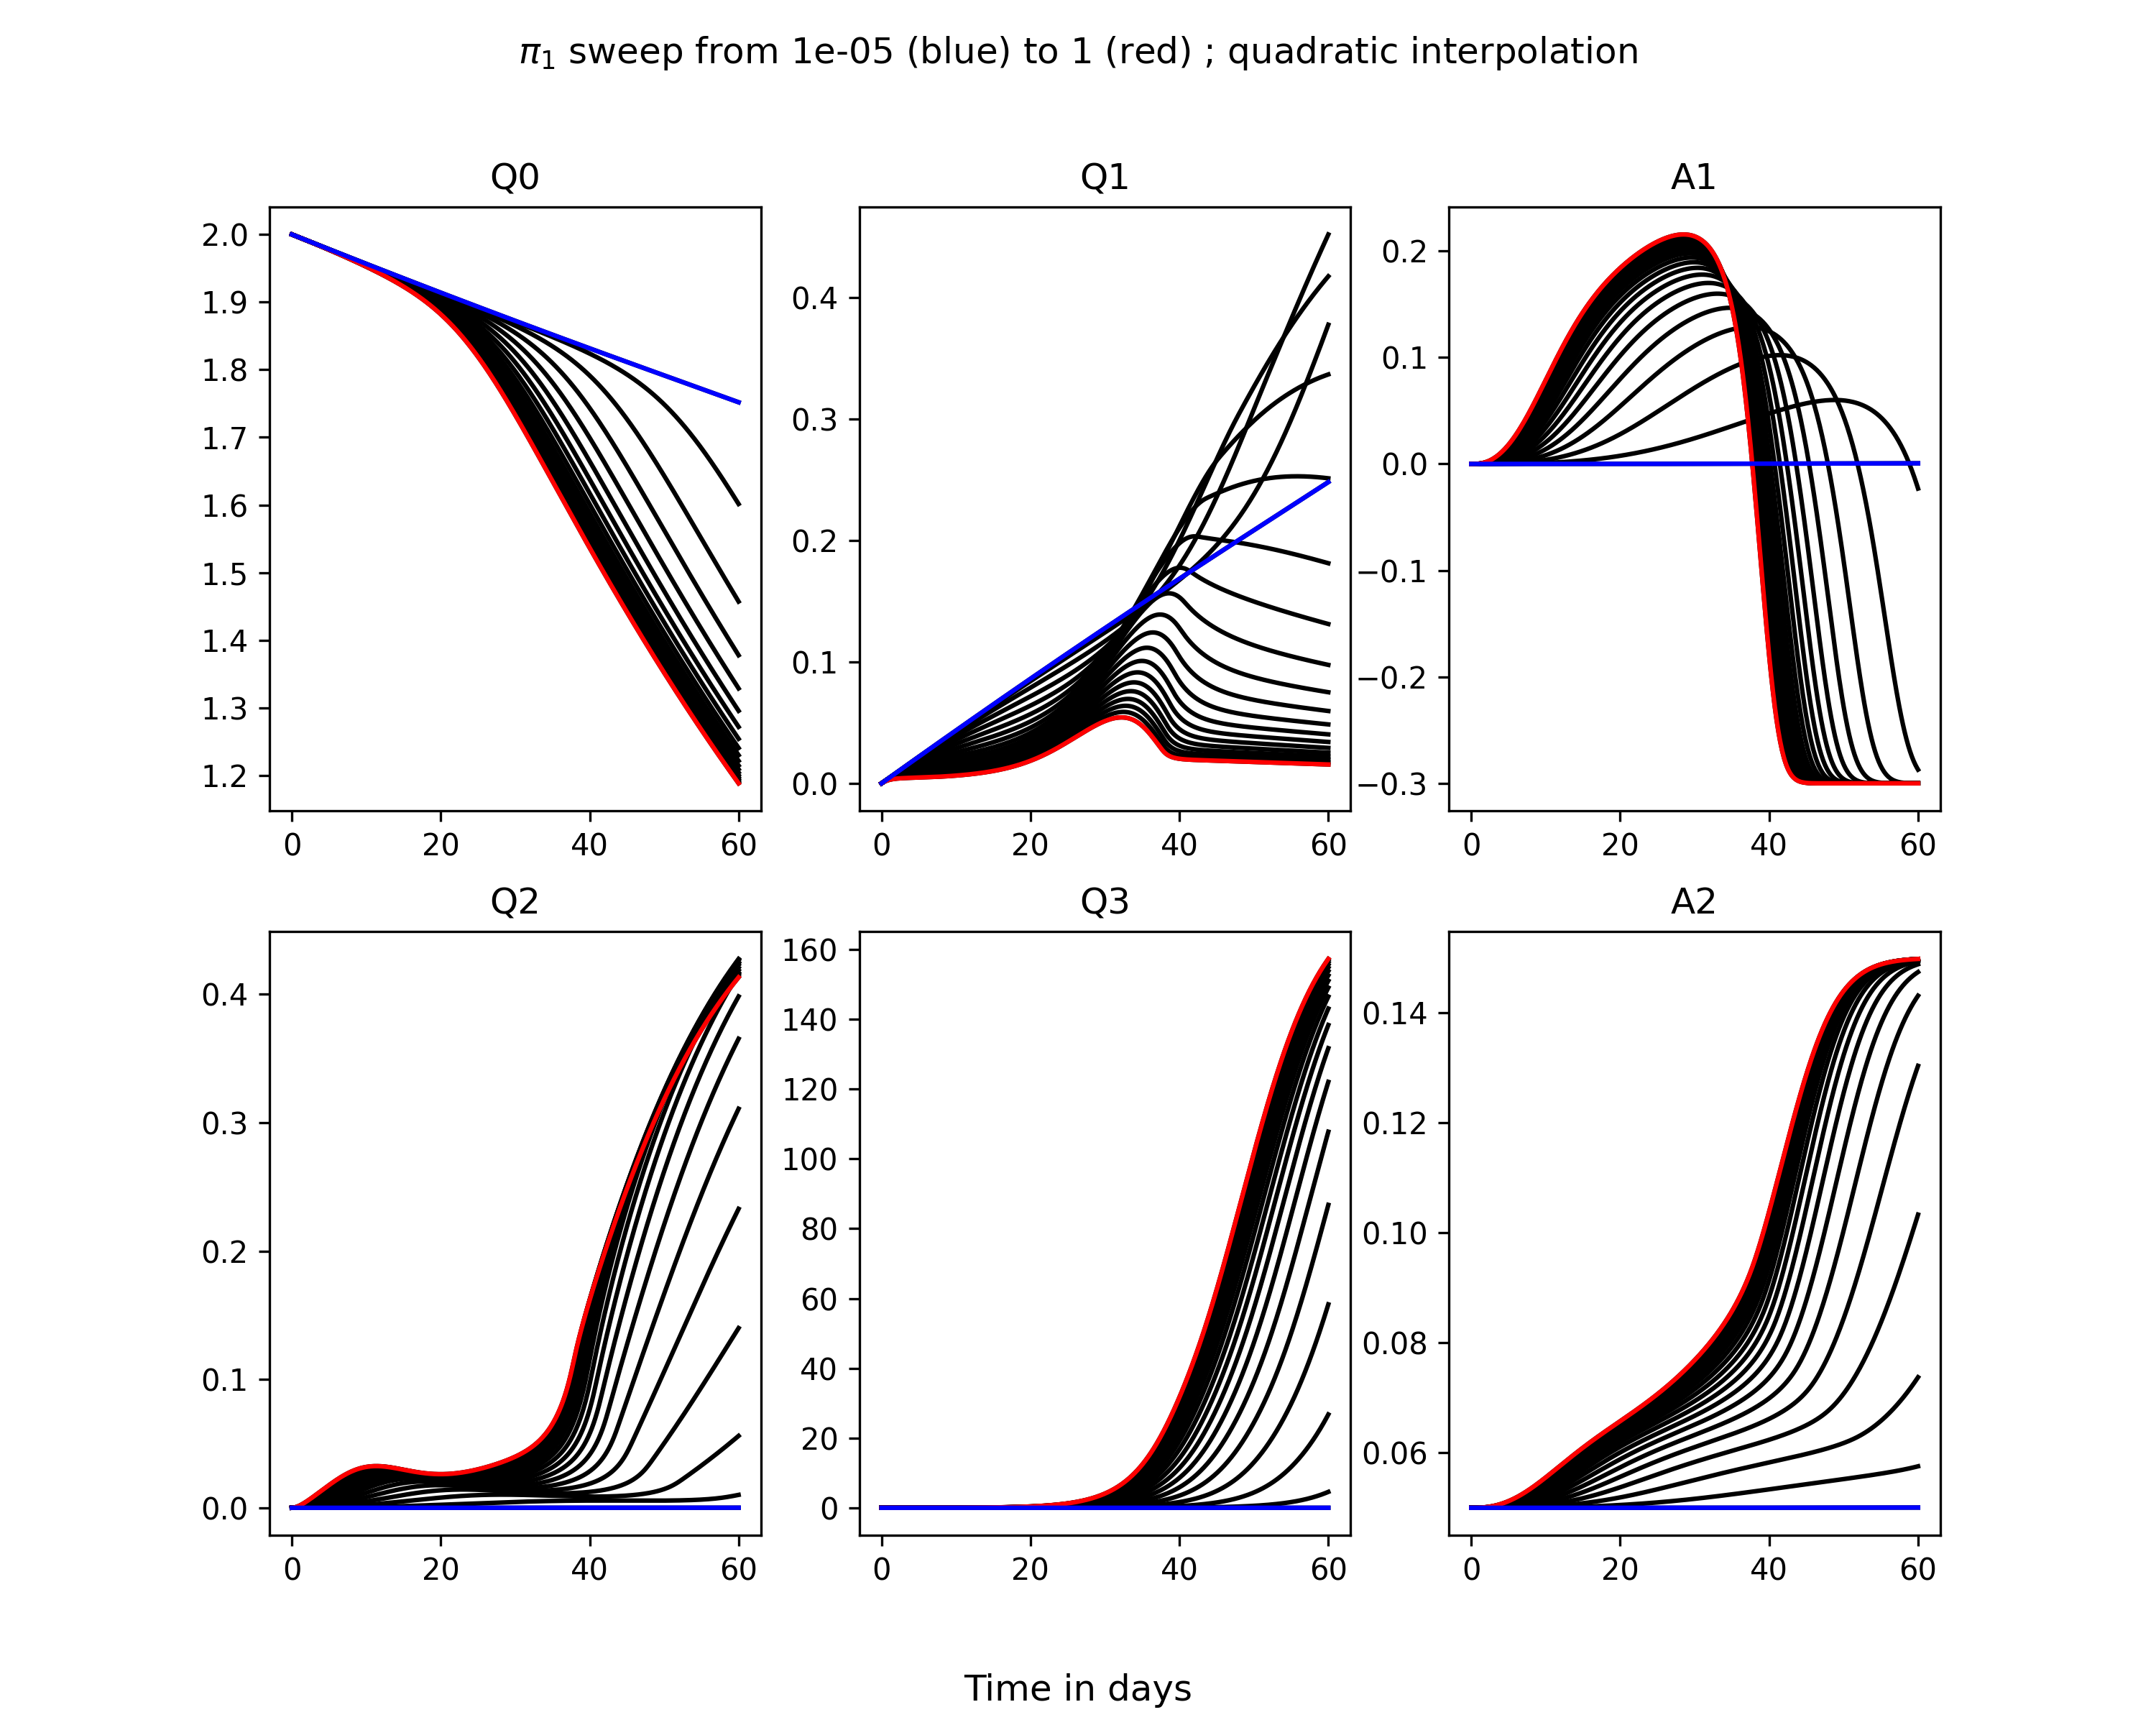 π₁ sweep from 1e-05 (blue) to 1 (red) ; quadratic interpolation
Q0
2.0
1.9
1.8
1.7
1.6
1.5
1.4
1.3
1.2
0 20 40 60
Q1
0.4
0.3
0.2
0.1
0.0
0 20 40 60
A1
0.2
0.1
0.0
−0.1
−0.2
−0.3
0 20 40 60
Q2
0.4
0.3
0.2
0.1
0.0
0 20 40 60
Q3
160
140
120
100
80
60
40
20
0
0 20 40 60
A2
0.14
0.12
0.10
0.08
0.06
0 20 40 60
Time in days